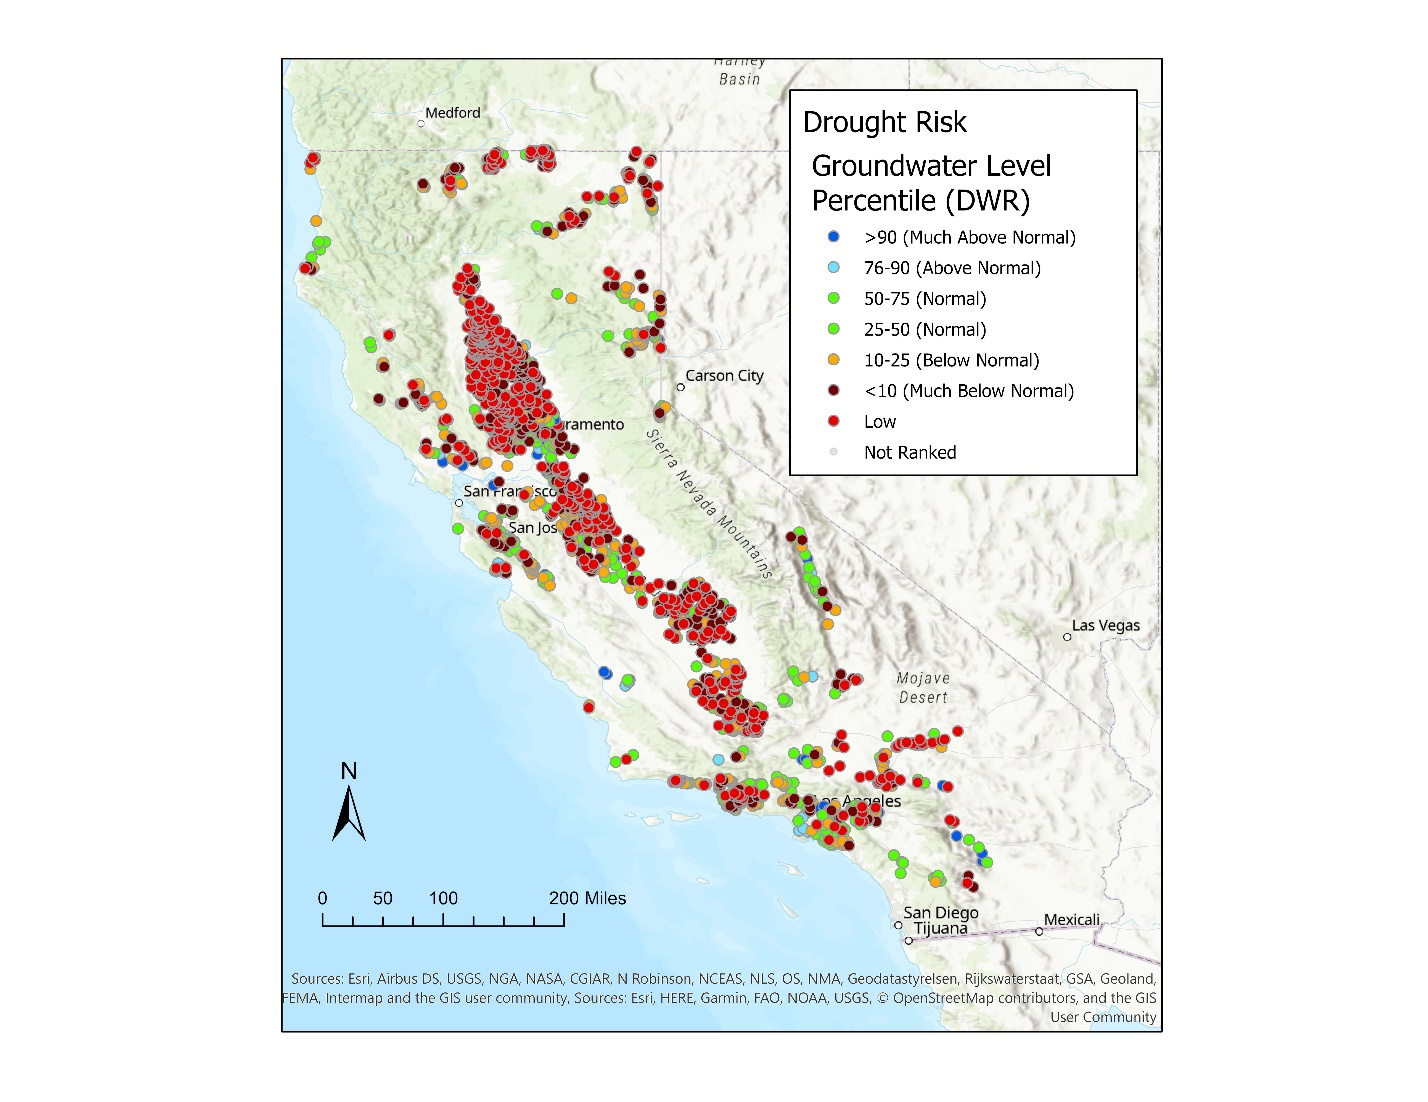 Harney
Basin
Medford
Drought Risk
Groundwater Level
Percentile (DWR)
>90 (Much Above Normal)
76-90 (Above Normal)
50-75 (Normal)
25-50 (Normal)
10-25 (Below Normal)
<10 (Much Below Normal)
Low
Not Ranked
Carson City
ramento
Sierra Nevada Mountains
San Francisco
San Jos
Las Vegas
Mojave
Desert
Los Angeles
N
0 50 100 200 Miles
San Diego
Tijuana
Mexicali
Sources: Esri, Airbus DS, USGS, NGA, NASA, CGIAR, N Robinson, NCEAS, NLS, OS, NMA, Geodatastyrelsen, Rijkswaterstaat, GSA, Geoland,
FEMA, Intermap and the GIS user community, Sources: Esri, HERE, Garmin, FAO, NOAA, USGS, © OpenStreetMap contributors, and the GIS
User Community